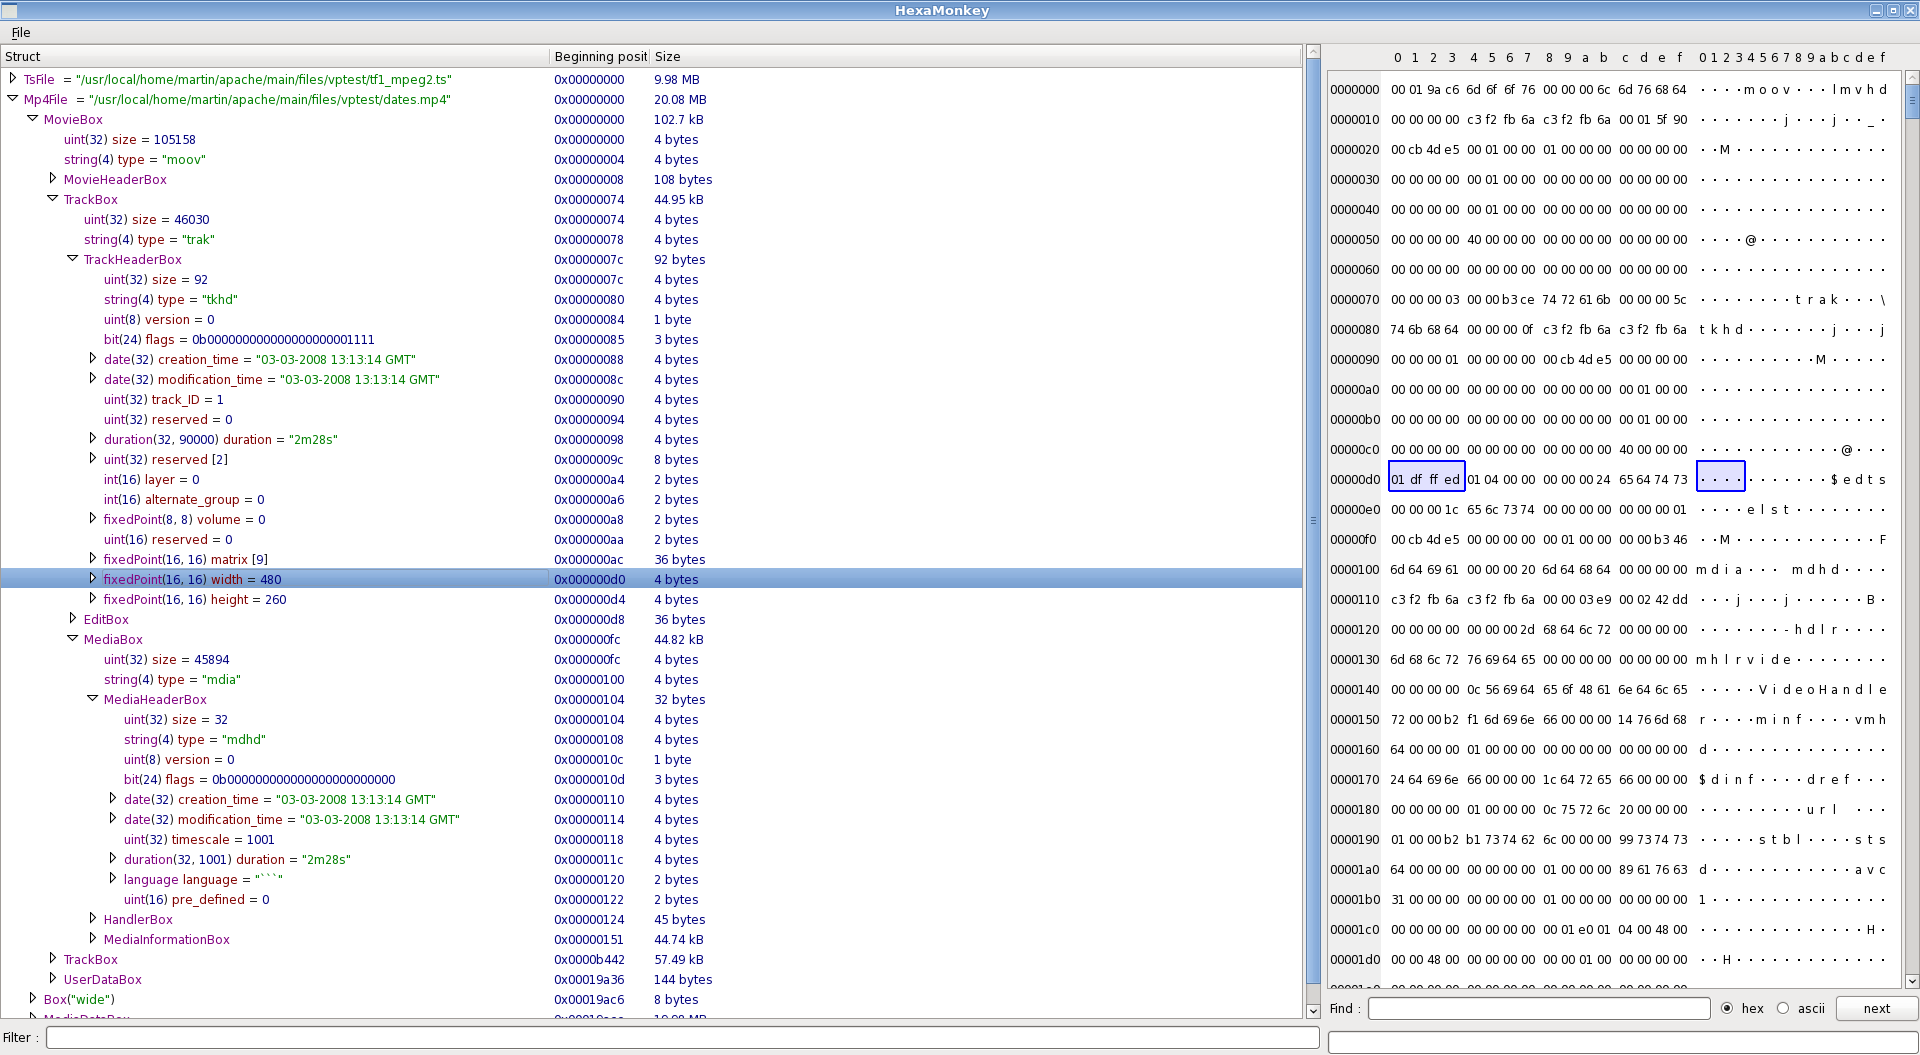 HexaMonkey
File
Struct Beginning posit Size
TsFile = "/usr/local/home/martin/apache/main/files/vptest/tf1_mpeg2.ts" 0x00000000 9.98 MB
Mp4File = "/usr/local/home/martin/apache/main/files/vptest/dates.mp4" 0x00000000 20.08 MB
MovieBox 0x00000000 102.7 kB
uint(32) size = 105158 0x00000000 4 bytes
string(4) type = "moov" 0x00000004 4 bytes
MovieHeaderBox 0x00000008 108 bytes
TrackBox 0x00000074 44.95 kB
uint(32) size = 46030 0x00000074 4 bytes
string(4) type = "trak" 0x00000078 4 bytes
TrackHeaderBox 0x0000007c 92 bytes
uint(32) size = 92 0x0000007c 4 bytes
string(4) type = "tkhd" 0x00000080 4 bytes
uint(8) version = 0 0x00000084 1 byte
bit(24) flags = 0b000000000000000000001111 0x00000085 3 bytes
date(32) creation_time = "03-03-2008 13:13:14 GMT" 0x00000088 4 bytes
date(32) modification_time = "03-03-2008 13:13:14 GMT" 0x0000008c 4 bytes
uint(32) track_ID = 1 0x00000090 4 bytes
uint(32) reserved = 0 0x00000094 4 bytes
duration(32, 90000) duration = "2m28s" 0x00000098 4 bytes
uint(32) reserved [2] 0x0000009c 8 bytes
int(16) layer = 0 0x000000a4 2 bytes
int(16) alternate_group = 0 0x000000a6 2 bytes
fixedPoint(8, 8) volume = 0 0x000000a8 2 bytes
uint(16) reserved = 0 0x000000aa 2 bytes
fixedPoint(16, 16) matrix [9] 0x000000ac 36 bytes
fixedPoint(16, 16) width = 480 0x000000d0 4 bytes
fixedPoint(16, 16) height = 260 0x000000d4 4 bytes
EditBox 0x000000d8 36 bytes
MediaBox 0x000000fc 44.82 kB
uint(32) size = 45894 0x000000fc 4 bytes
string(4) type = "mdia" 0x00000100 4 bytes
MediaHeaderBox 0x00000104 32 bytes
uint(32) size = 32 0x00000104 4 bytes
string(4) type = "mdhd" 0x00000108 4 bytes
uint(8) version = 0 0x0000010c 1 byte
bit(24) flags = 0b000000000000000000000000 0x0000010d 3 bytes
date(32) creation_time = "03-03-2008 13:13:14 GMT" 0x00000110 4 bytes
date(32) modification_time = "03-03-2008 13:13:14 GMT" 0x00000114 4 bytes
uint(32) timescale = 1001 0x00000118 4 bytes
duration(32, 1001) duration = "2m28s" 0x0000011c 4 bytes
language language = "```" 0x00000120 2 bytes
uint(16) pre_defined = 0 0x00000122 2 bytes
HandlerBox 0x00000124 45 bytes
MediaInformationBox 0x00000151 44.74 kB
TrackBox 0x0000b442 57.49 kB
UserDataBox 0x00019a36 144 bytes
Box("wide") 0x00019ac6 8 bytes
Filter :
0 1 2 3 4 5 6 7 8 9 a b c d e f 0 1 2 3 4 5 6 7 8 9 a b c d e f
0000000 00 01 9a c6 6d 6f 6f 76 00 00 00 6c 6d 76 68 64 ····moov···lmvhd
0000010 00 00 00 00 c3 f2 fb 6a c3 f2 fb 6a 00 01 5f 90 ·······j···j··_·
0000020 00 cb 4d e5 00 01 00 00 01 00 00 00 00 00 00 00 ··M·············
0000030 00 00 00 00 00 01 00 00 00 00 00 00 00 00 00 00 ················
0000040 00 00 00 00 00 01 00 00 00 00 00 00 00 00 00 00 ················
0000050 00 00 00 00 40 00 00 00 00 00 00 00 00 00 00 00 ····@···········
0000060 00 00 00 00 00 00 00 00 00 00 00 00 00 00 00 00 ················
0000070 00 00 00 03 00 00 b3 ce 74 72 61 6b 00 00 00 5c ········trak···\
0000080 74 6b 68 64 00 00 00 0f c3 f2 fb 6a c3 f2 fb 6a tkhd·······j···j
0000090 00 00 00 01 00 00 00 00 00 cb 4d e5 00 00 00 00 ··········M·····
00000a0 00 00 00 00 00 00 00 00 00 00 00 00 00 01 00 00 ················
00000b0 00 00 00 00 00 00 00 00 00 00 00 00 00 01 00 00 ················
00000c0 00 00 00 00 00 00 00 00 00 00 00 00 40 00 00 00 ············@···
00000d0 01 df ff ed 01 04 00 00 00 00 00 24 65 64 74 73 ···········$edts
00000e0 00 00 00 1c 65 6c 73 74 00 00 00 00 00 00 00 01 ····elst········
00000f0 00 cb 4d e5 00 00 00 00 00 01 00 00 00 00 b3 46 ··M············F
0000100 6d 64 69 61 00 00 00 20 6d 64 68 64 00 00 00 00 mdia··· mdhd····
0000110 c3 f2 fb 6a c3 f2 fb 6a 00 00 03 e9 00 02 42 dd ···j···j······B·
0000120 00 00 00 00 00 00 00 2d 68 64 6c 72 00 00 00 00 ·······-hdlr····
0000130 6d 68 6c 72 76 69 64 65 00 00 00 00 00 00 00 00 mhlrvide········
0000140 00 00 00 00 0c 56 69 64 65 6f 48 61 6e 64 6c 65 ·····VideoHandle
0000150 72 00 00 b2 f1 6d 69 6e 66 00 00 00 14 76 6d 68 r····minf····vmh
0000160 64 00 00 00 01 00 00 00 00 00 00 00 00 00 00 00 d···············
0000170 24 64 69 6e 66 00 00 00 1c 64 72 65 66 00 00 00 $dinf····dref···
0000180 00 00 00 00 01 00 00 00 0c 75 72 6c 20 00 00 00 ·········url ···
0000190 01 00 00 b2 b1 73 74 62 6c 00 00 00 99 73 74 73 ·····stbl····sts
00001a0 64 00 00 00 00 00 00 00 01 00 00 00 89 61 76 63 d············avc
00001b0 31 00 00 00 00 00 00 00 01 00 00 00 00 00 00 00 1···············
00001c0 00 00 00 00 00 00 00 00 00 01 e0 01 04 00 48 00 ··············H·
00001d0 00 00 48 00 00 00 00 00 00 00 01 00 00 00 00 00 ··H·············
Find : hex ascii next